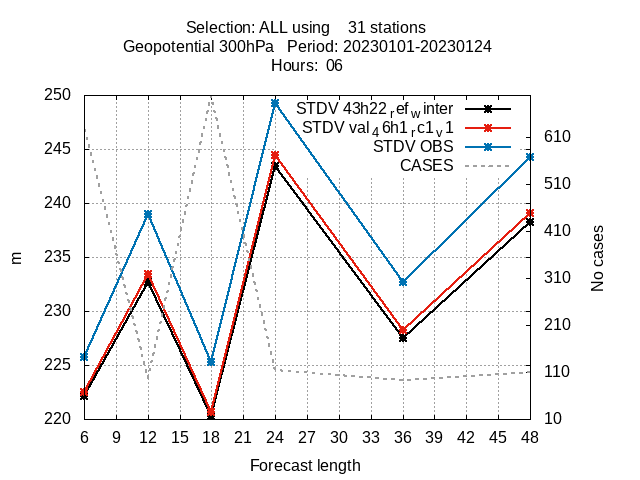 Selection: ALL using 31 stations
Geopotential 300hPa Period: 20230101-20230124
Hours: 06
STDV 43h22ᵣef_winter
STDV val₄6h1ᵣc1ᵥ1
STDV OBS
CASES
250
245
240
235
230
225
220
m
610
510
410
310
210
110
10
No cases
6 9 12 15 18 21 24 27 30 33 36 39 42 45 48
Forecast length